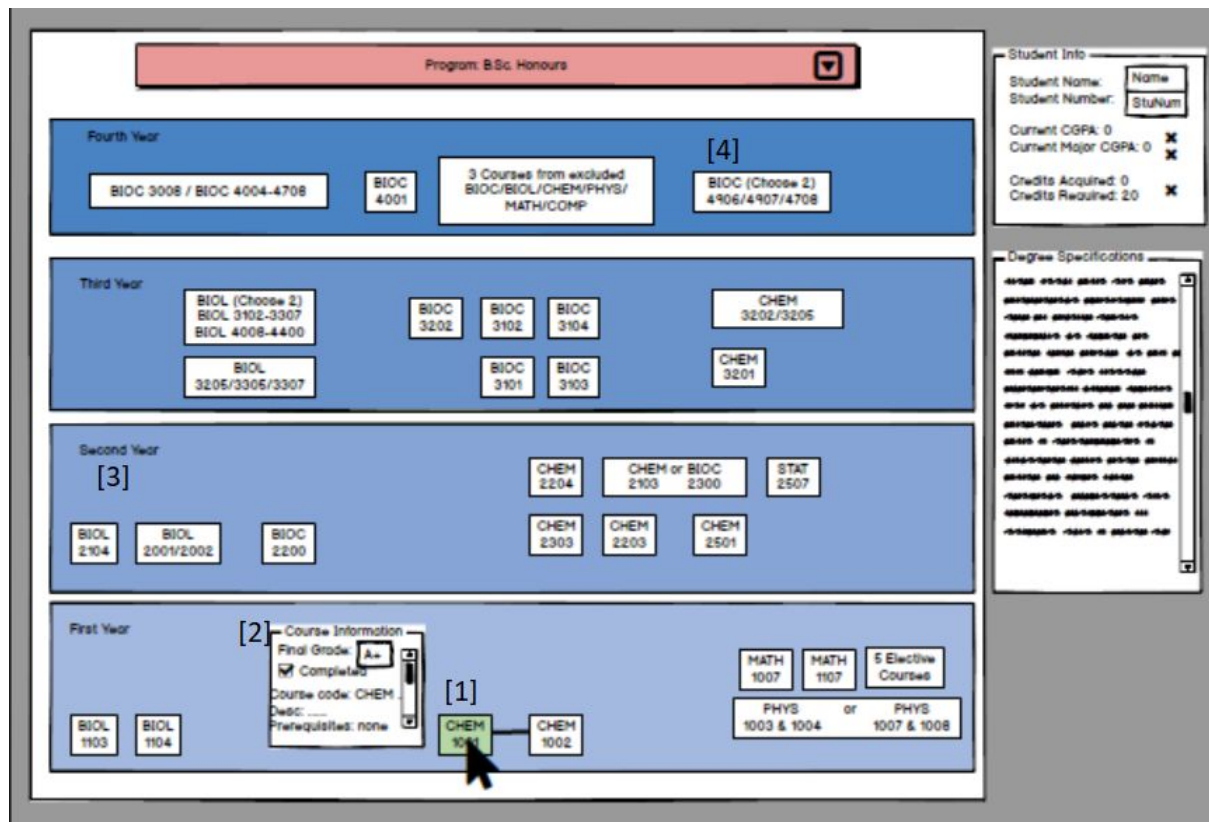 Program: B.Sc. Honours
Fourth Year
[4]
BIOC 3008 / BIOC 4004-4708
BIOC
4001
3 Courses from excluded
BIOC/BIOL/CHEM/PHYS/
MATH/COMP
BIOC (Choose 2)
4906/4907/4708
Third Year
BIOL (Choose 2)
BIOL 3102-3307
BIOL 4008-4400
BIOC
3202
BIOC
3102
BIOC
3104
CHEM
3202/3205
BIOL
3205/3305/3307
BIOC
3101
BIOC
3103
CHEM
3201
Second Year
[3]
CHEM
2204
CHEM or BIOC
2103 2300
STAT
2507
BIOL
2104
BIOL
2001/2002
BIOC
2200
CHEM
2303
CHEM
2203
CHEM
2501
First Year
[2]
Course Information
Final Grade: A+
Completed
Course code: CHEM
Desc: ___
Prerequisites: none
[1]
MATH
1007
MATH
1107
5 Elective
Courses
PHYS or PHYS
1003 & 1004 1007 & 1008
BIOL
1103
BIOL
1104
CHEM
CHEM
1002
Student Info
Student Name: Name
Student Number: StuNum
Current CGPA: 0
Current Major CGPA: 0
Credits Acquired: 0
Credits Required: 20
Degree Specifications